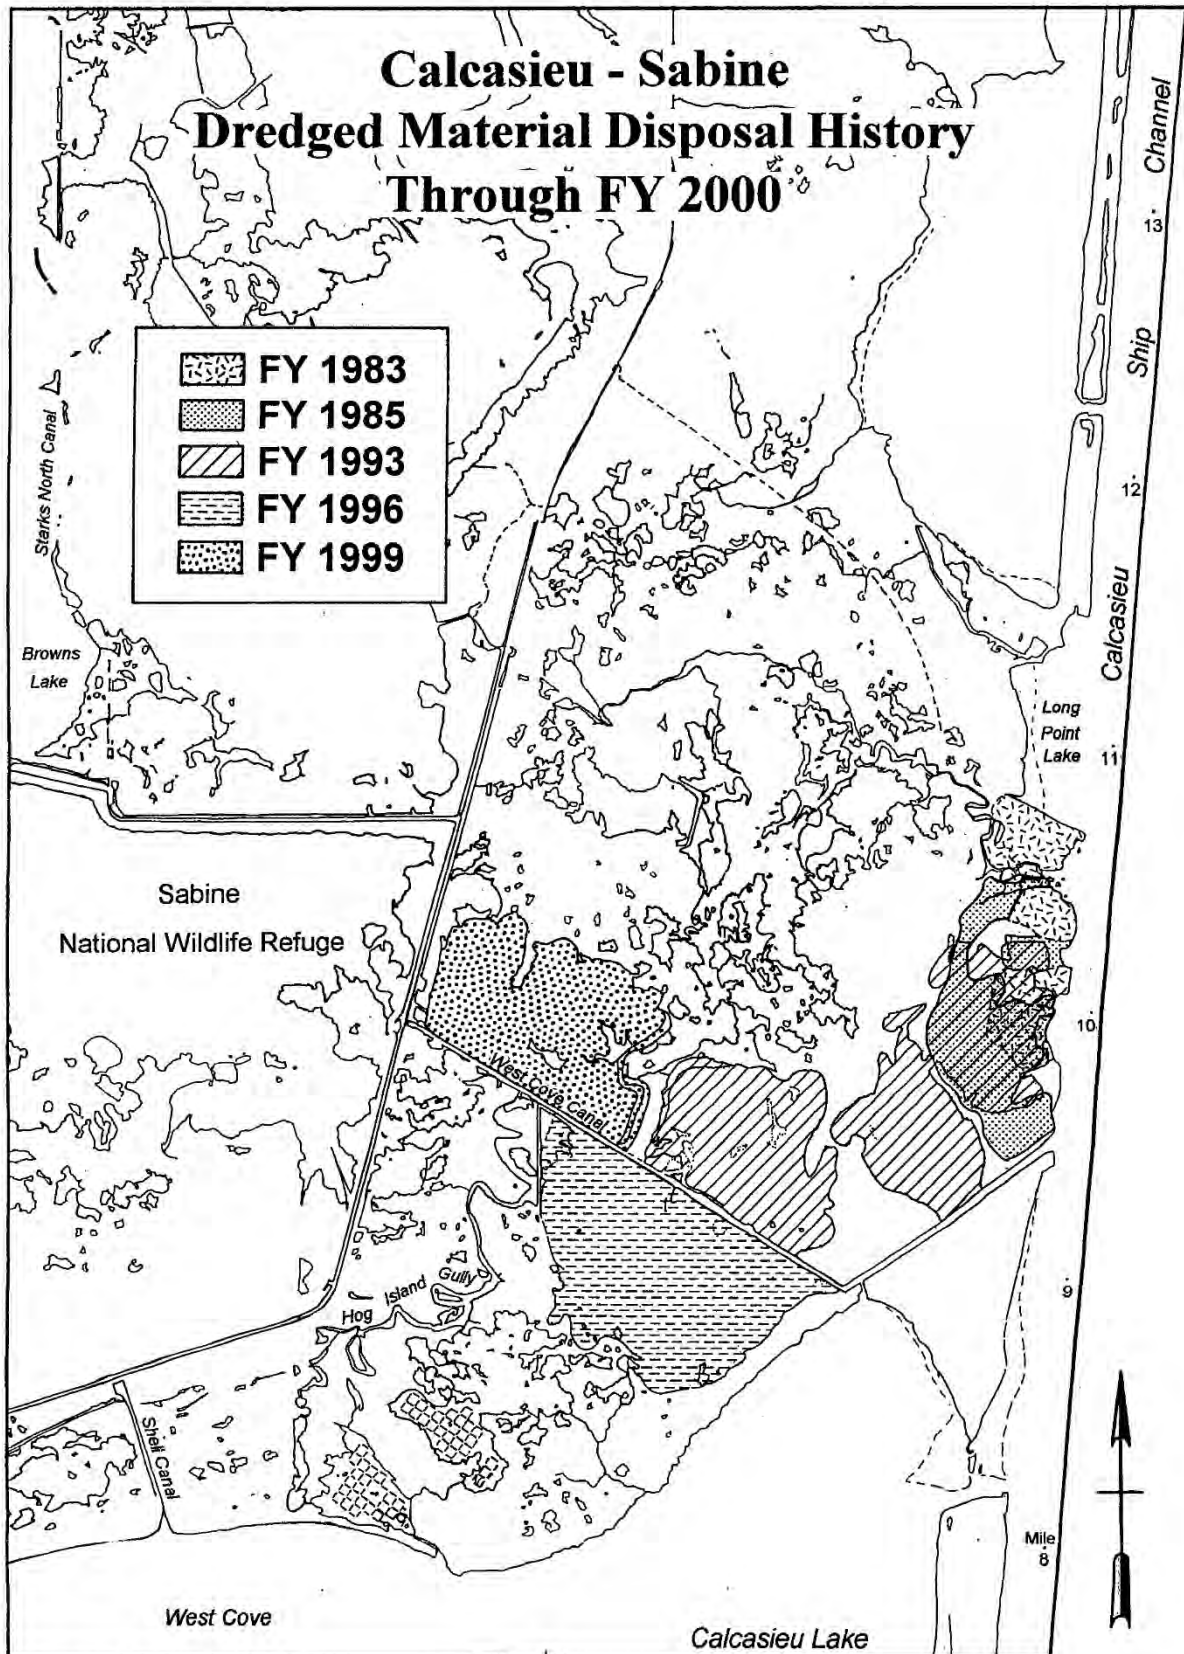 Calcasieu - Sabine
Dredged Material Disposal History
Through FY 2000
Channel
13
Ship
FY 1983
FY 1985
FY 1993
FY 1996
FY 1999
Starks North Canal
12
Calcasieu
Browns
Lake
Long
Point
Lake
11
Sabine
National Wildlife Refuge
10
West Cove Canal
Hog Island Gully
9
Shell Canal
Mile
8
West Cove
Calcasieu Lake